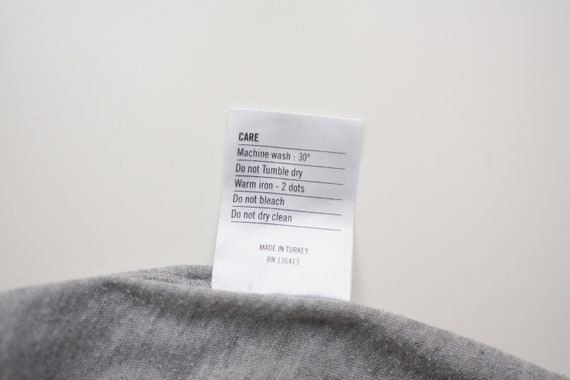 CARE
Machine wash : 30°
Do not Tumble dry
Warm iron - 2 dots
Do not bleach
Do not dry clean
MADE IN TURKEY
RN 136413